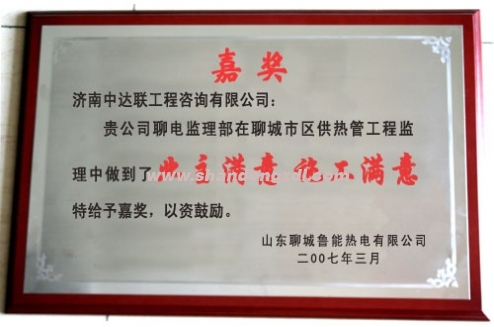 嘉奖
济南中达联工程咨询有限公司：
贵公司聊电监理部在聊城市区供热管工程监
理中做到了业主满意 施工满意
特给予嘉奖，以资鼓励。
山东聊城鲁能热电有限公司
二00七年三月